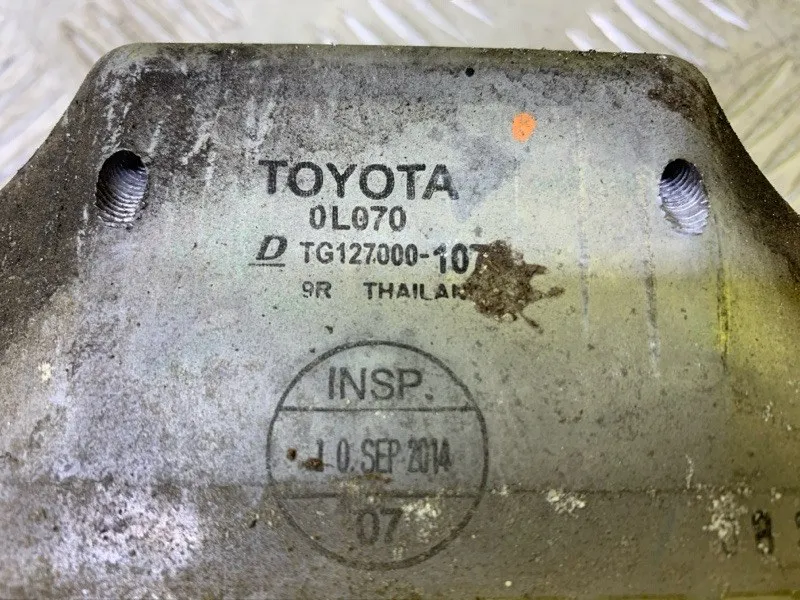 TOYOTA
0L070
D TG127000-107
9R THAILAN
INSP.
10. SEP 2014
07